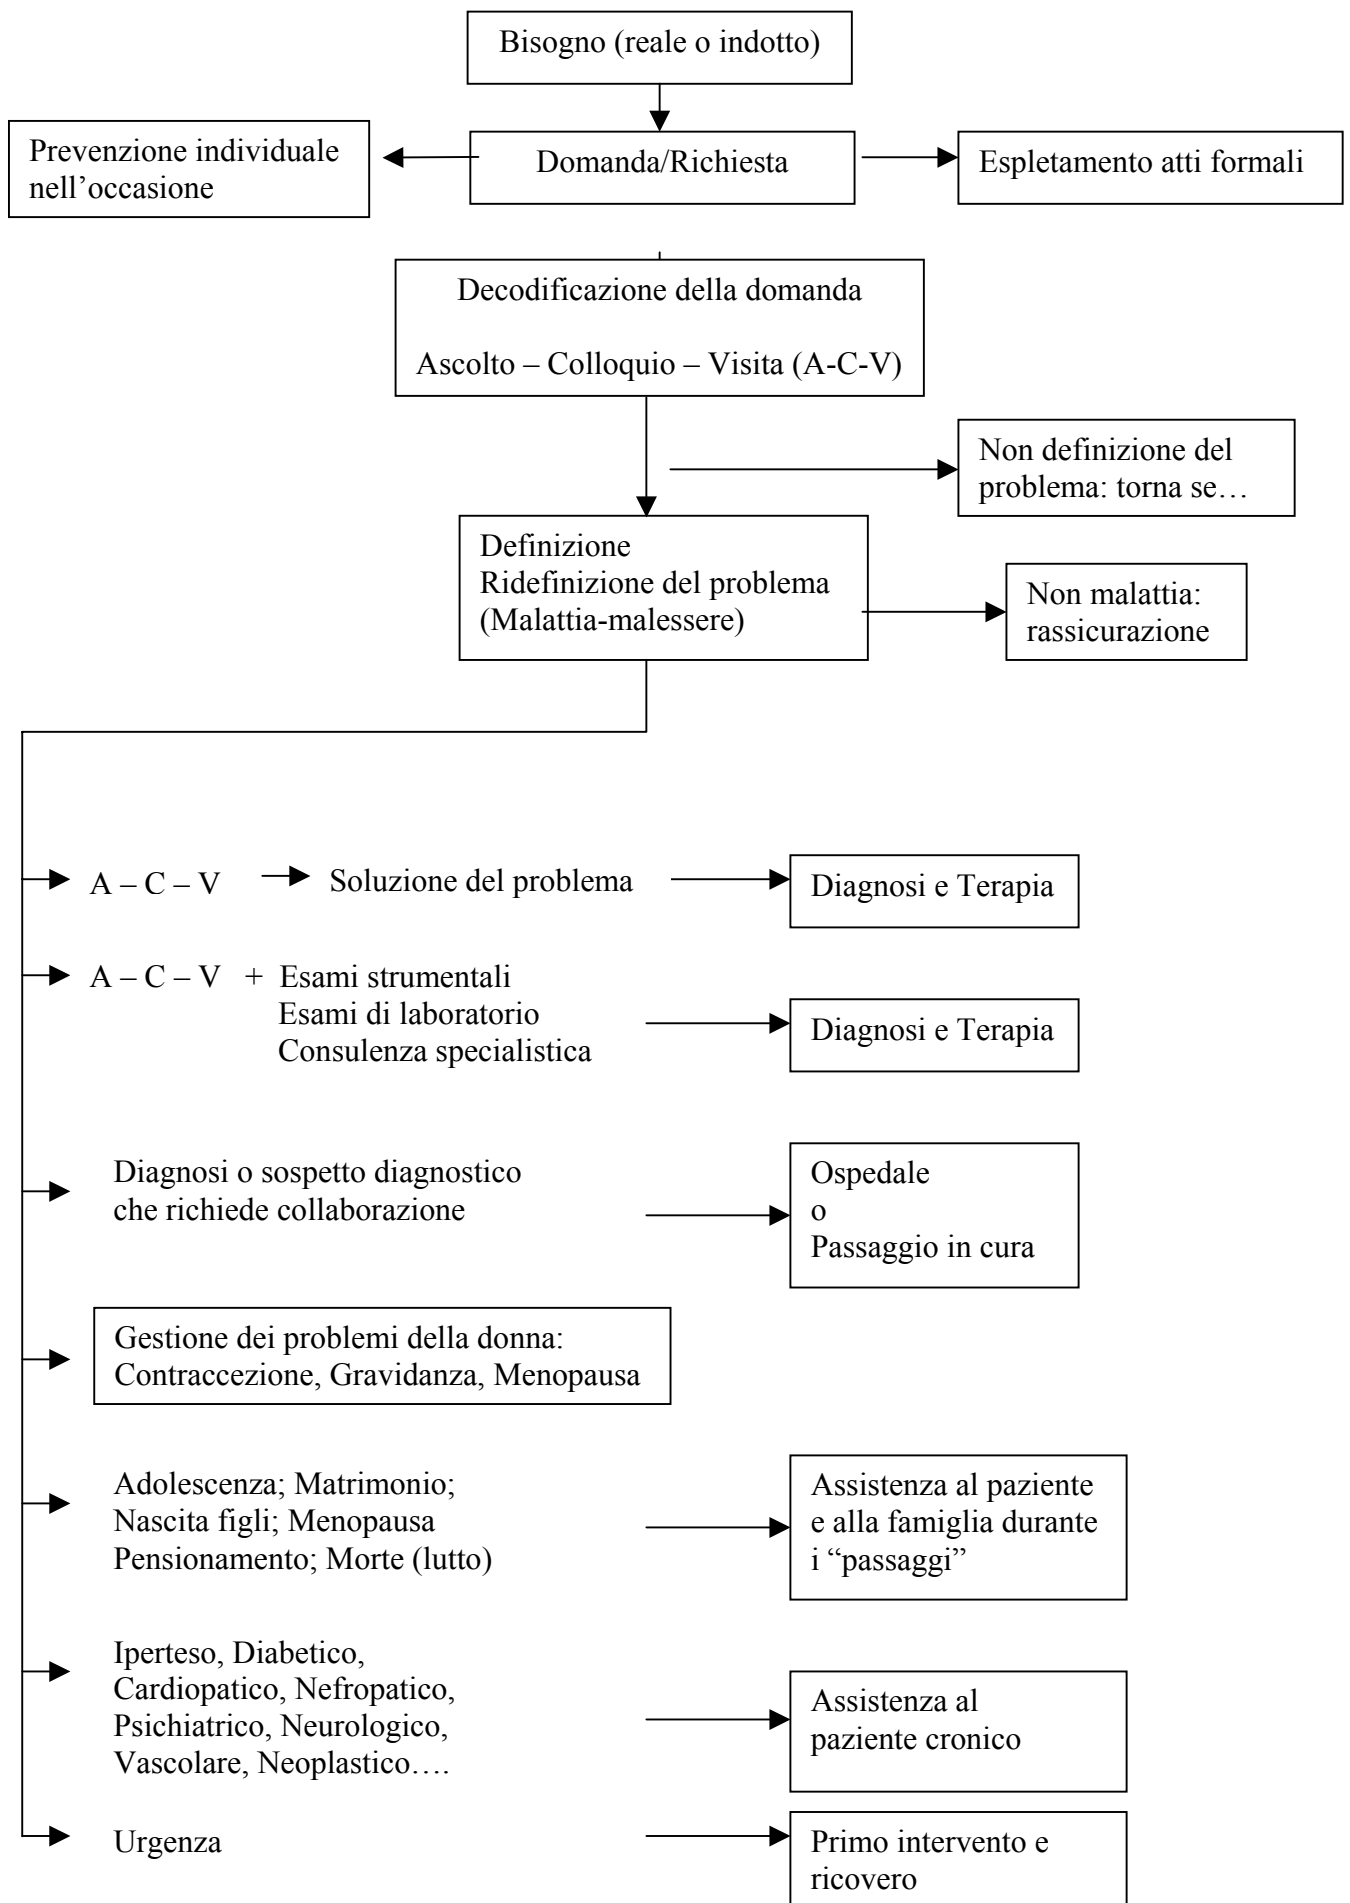 Bisogno (reale o indotto)
Prevenzione individuale
nell’occasione
Domanda/Richiesta
Espletamento atti formali
Decodificazione della domanda
Ascolto – Colloquio – Visita (A-C-V)
Non definizione del
problema: torna se…
Definizione
Ridefinizione del problema
(Malattia-malessere)
Non malattia:
rassicurazione
A – C – V
Soluzione del problema
Diagnosi e Terapia
A – C – V + Esami strumentali
Esami di laboratorio
Consulenza specialistica
Diagnosi e Terapia
Diagnosi o sospetto diagnostico
che richiede collaborazione
Ospedale
o
Passaggio in cura
Gestione dei problemi della donna:
Contraccezione, Gravidanza, Menopausa
Adolescenza; Matrimonio;
Nascita figli; Menopausa
Pensionamento; Morte (lutto)
Assistenza al paziente
e alla famiglia durante
i “passaggi”
Iperteso, Diabetico,
Cardiopatico, Nefropatico,
Psichiatrico, Neurologico,
Vascolare, Neoplastico….
Assistenza al
paziente cronico
Urgenza
Primo intervento e
ricovero